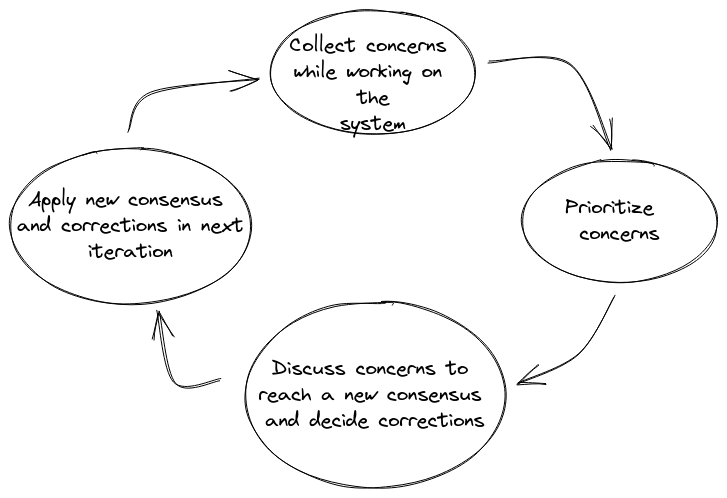 Collect concerns
while working on
the
system
Prioritize
concerns
Discuss concerns to
reach a new consensus
and decide corrections
Apply new consensus
and corrections in next
iteration